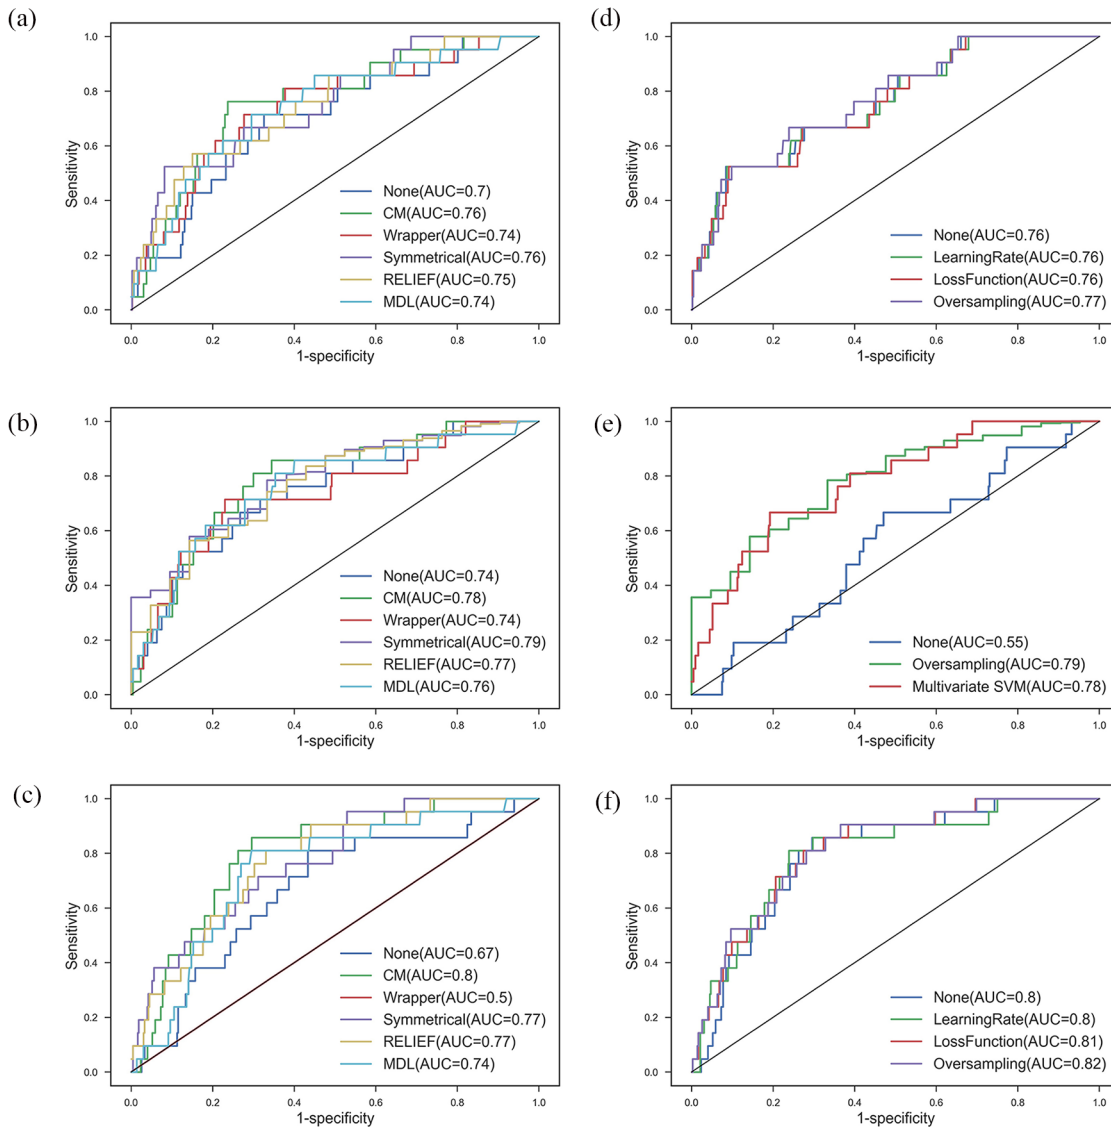 (a)
1.0
0.8
0.6
0.4
0.2
0.0
Sensitivity
None(AUC=0.7)
CM(AUC=0.76)
Wrapper(AUC=0.74)
Symmetrical(AUC=0.76)
RELIEF(AUC=0.75)
MDL(AUC=0.74)
0.0 0.2 0.4 0.6 0.8 1.0
1-specificity
(d)
1.0
0.8
0.6
0.4
0.2
0.0
Sensitivity
None(AUC=0.76)
LearningRate(AUC=0.76)
LossFunction(AUC=0.76)
Oversampling(AUC=0.77)
0.0 0.2 0.4 0.6 0.8 1.0
1-specificity
(b)
1.0
0.8
0.6
0.4
0.2
0.0
Sensitivity
None(AUC=0.74)
CM(AUC=0.78)
Wrapper(AUC=0.74)
Symmetrical(AUC=0.79)
RELIEF(AUC=0.77)
MDL(AUC=0.76)
0.0 0.2 0.4 0.6 0.8 1.0
1-specificity
(e)
1.0
0.8
0.6
0.4
0.2
0.0
Sensitivity
None(AUC=0.55)
Oversampling(AUC=0.79)
Multivariate SVM(AUC=0.78)
0.0 0.2 0.4 0.6 0.8 1.0
1-specificity
(c)
1.0
0.8
0.6
0.4
0.2
0.0
Sensitivity
None(AUC=0.67)
CM(AUC=0.8)
Wrapper(AUC=0.5)
Symmetrical(AUC=0.77)
RELIEF(AUC=0.77)
MDL(AUC=0.74)
0.0 0.2 0.4 0.6 0.8 1.0
1-specificity
(f)
1.0
0.8
0.6
0.4
0.2
0.0
Sensitivity
None(AUC=0.8)
LearningRate(AUC=0.8)
LossFunction(AUC=0.81)
Oversampling(AUC=0.82)
0.0 0.2 0.4 0.6 0.8 1.0
1-specificity